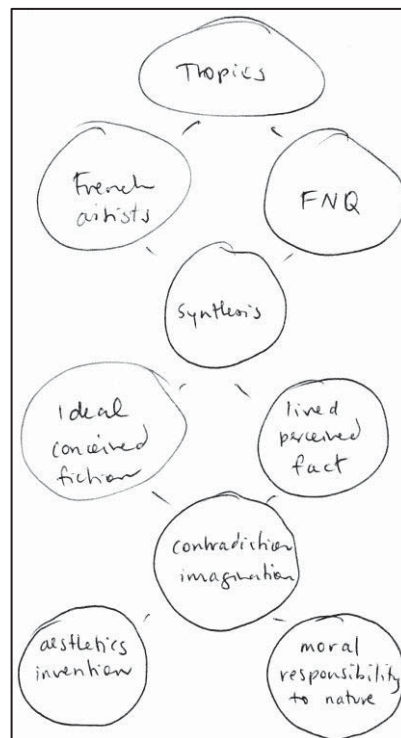 Tropics
French
artists
FNQ
Synthesis
Ideal
conceived
fiction
lived
perceived
fact
contradiction
imagination
aesthetics
invention
moral
responsibility
to nature